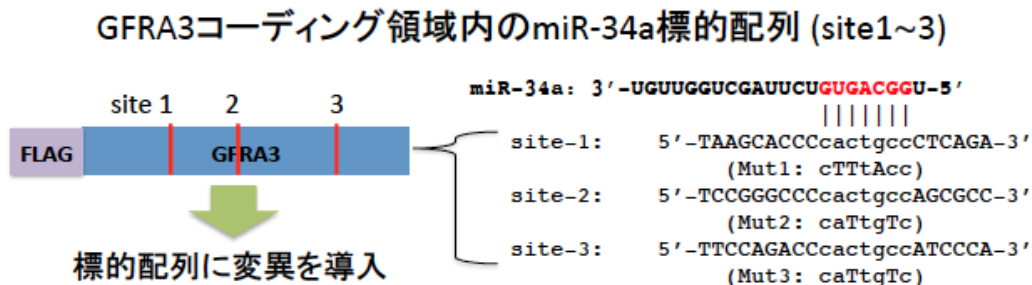 GFRA3コーディング領域内のmiR-34a標的配列 (site1~3)
miR-34a: 3′-UGUUGGUCGAUUCUGUGACGGU-5′
site 1 2 3
|||||||
FLAG GFRA3
site-1: 5′-TAAGCACCCcactgccCTCAGA-3′
(Mut1: cTTtAcc)
site-2: 5′-TCCGGGCCCcactgccAGCGCC-3′
(Mut2: caTtgTc)
site-3: 5′-TTCCAGACCcactgccATCCCA-3′
(Mut3: caTtgTc)
標的配列に変異を導入